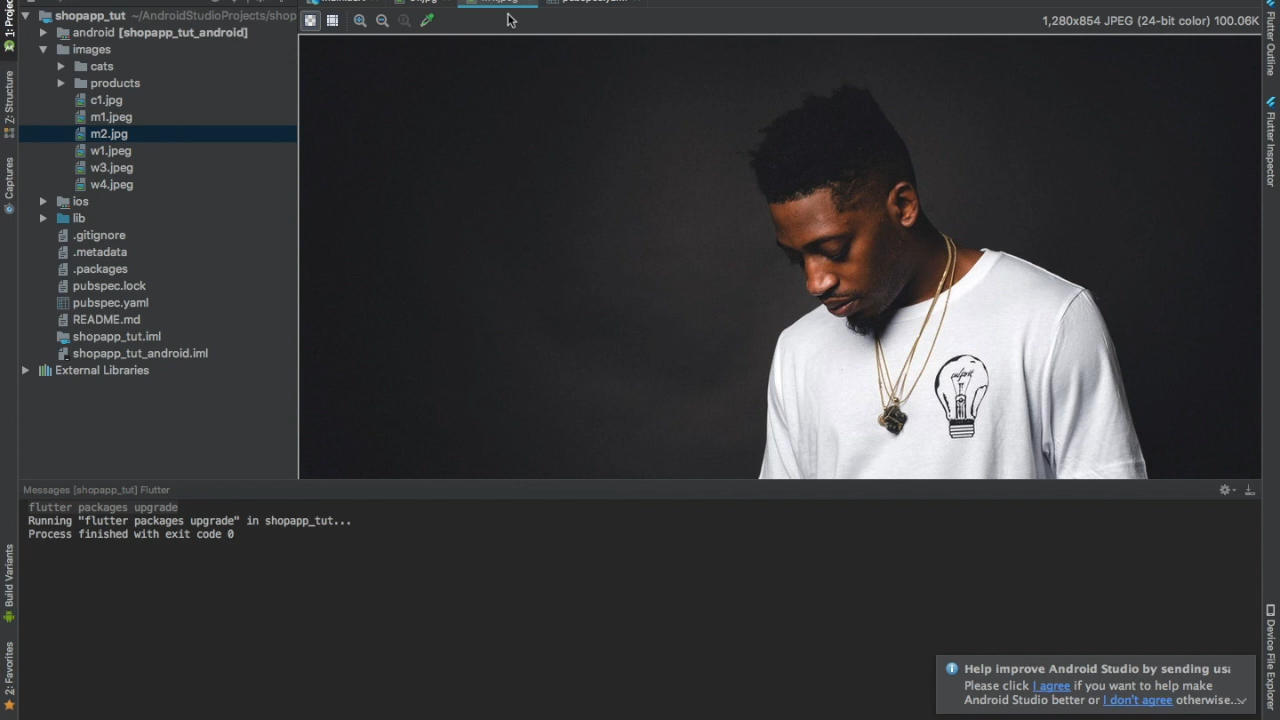 shopapp_tut ~/AndroidStudioProjects/shop
1,280x854 JPEG (24-bit color) 100.06K
android [shopapp_tut_android]
images
cats
products
c1.jpg
m1.jpeg
m2.jpg
w1.jpeg
w3.jpeg
w4.jpeg
ios
lib
.gitignore
.metadata
.packages
pubspec.lock
pubspec.yaml
README.md
shopapp_tut.iml
shopapp_tut_android.iml
External Libraries
1: Project
Z: Structure
Captures
Build Variants
2: Favorites
Flutter Outline
Flutter Inspector
Device File Explorer
Messages [shopapp_tut] Flutter
flutter packages upgrade
Running "flutter packages upgrade" in shopapp_tut...
Process finished with exit code 0
Help improve Android Studio by sending usa
Please click I agree if you want to help make
Android Studio better or I don't agree otherwise...